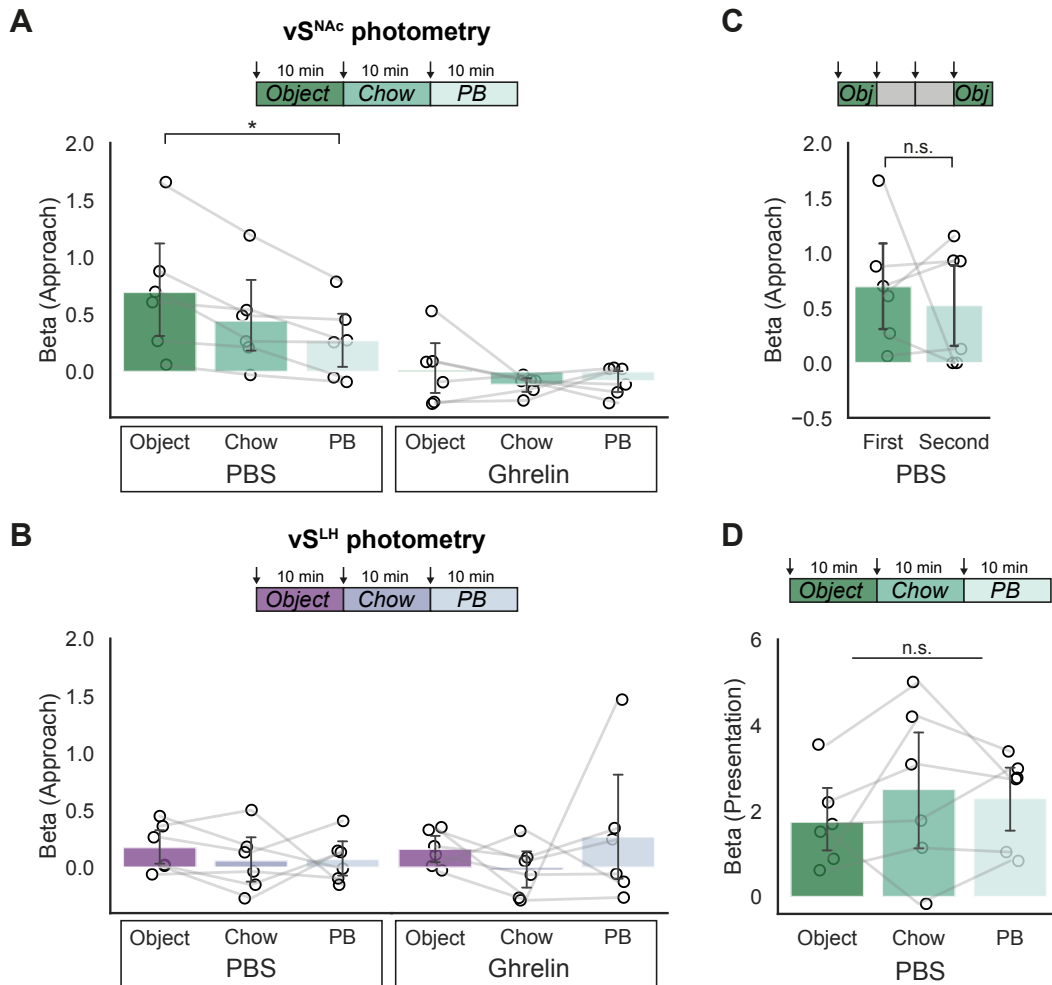 A
vS^NAc photometry
10 min 10 min 10 min
Object Chow PB
*
2.0
1.5
1.0
0.5
0.0
Beta (Approach)
Object Chow PB Object Chow PB
PBS Ghrelin
C
Obj Obj
n.s.
2.0
1.5
1.0
0.5
0.0
−0.5
Beta (Approach)
First Second
PBS
B
vS^LH photometry
10 min 10 min 10 min
Object Chow PB
2.0
1.5
1.0
0.5
0.0
Beta (Approach)
Object Chow PB Object Chow PB
PBS Ghrelin
D
10 min 10 min 10 min
Object Chow PB
n.s.
6
4
2
0
Beta (Presentation)
Object Chow PB
PBS